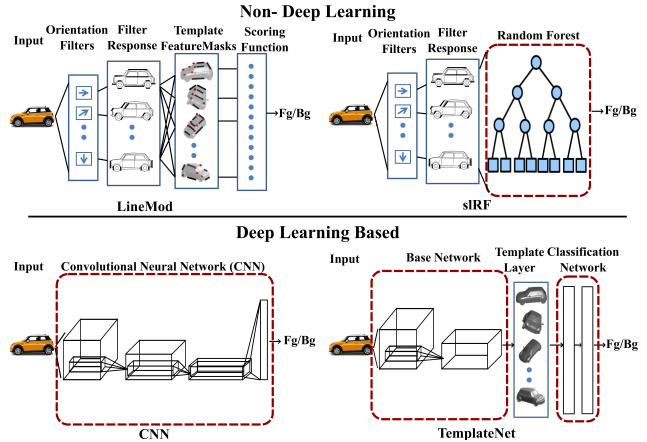 Non- Deep Learning
Input
Orientation
Filters
Filter
Response
Template
FeatureMasks
Scoring
Function
Fg/Bg
LineMod
Input
Orientation
Filters
Filter
Response
Random Forest
Fg/Bg
slRF
Deep Learning Based
Input
Convolutional Neural Network (CNN)
Fg/Bg
CNN
Input
Base Network
Template
Layer
Classification
Network
Fg/Bg
TemplateNet